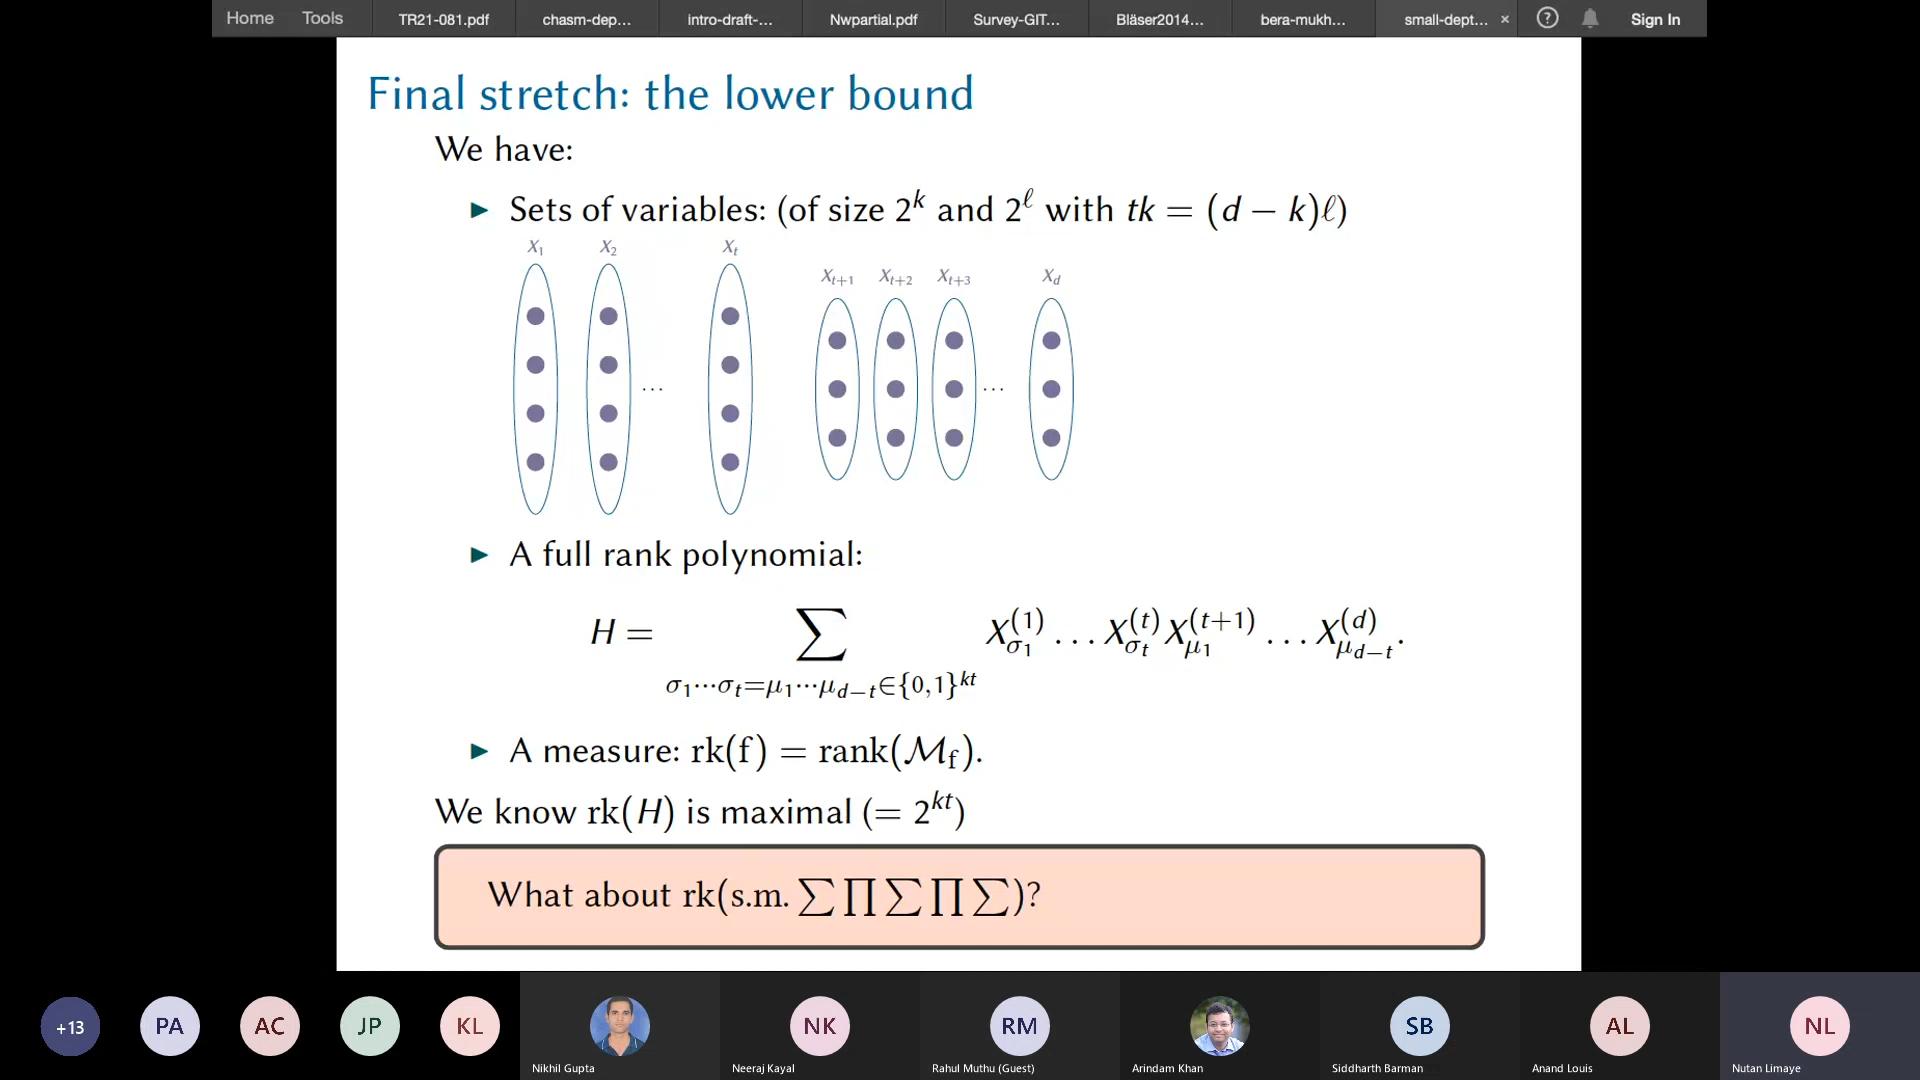 Home Tools TR21-081.pdf chasm-dep... intro-draft-... Nwpartial.pdf Survey-GIT... Bläser2014... bera-mukh... small-dept... × ? Sign In
Final stretch: the lower bound
We have:
► Sets of variables: (of size 2^k and 2^ℓ with tk = (d − k)ℓ)
X_1 X_2 X_t X_{t+1} X_{t+2} X_{t+3} X_d
... ...
► A full rank polynomial:
H = ∑ X^{(1)}_{σ_1} ... X^{(t)}_{σ_t} X^{(t+1)}_{μ_1} ... X^{(d)}_{μ_{d−t}}.
σ_1⋯σ_t=μ_1⋯μ_{d−t}∈{0,1}^{kt}
► A measure: rk(f) = rank(ℳ_f).
We know rk(H) is maximal (= 2^{kt})
What about rk(s.m. ∑∏∑∏∑)?
+13 PA AC JP KL NK RM SB AL NL
Nikhil Gupta Neeraj Kayal Rahul Muthu (Guest) Arindam Khan Siddharth Barman Anand Louis Nutan Limaye